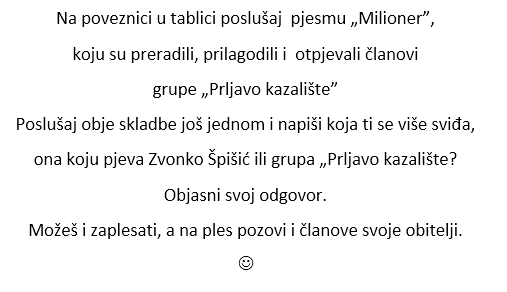 Na poveznici u tablici poslušaj  pjesmu „Milioner”,
koju su preradili, prilagodili i  otpjevali članovi
grupe „Prljavo kazalište”
Poslušaj obje skladbe još jednom i napiši koja ti se više sviđa,
ona koju pjeva Zvonko Špišić ili grupa „Prljavo kazalište?
Objasni svoj odgovor.
Možeš i zaplesati, a na ples pozovi i članove svoje obitelji.
☺